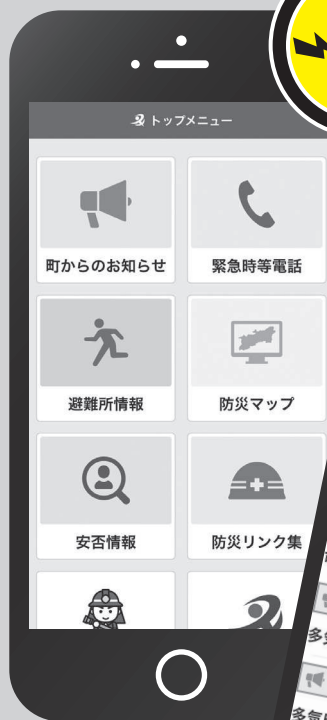 トップメニュー
町からのお知らせ
緊急時等電話
避難所情報
防災マップ
安否情報
防災リンク集
多気